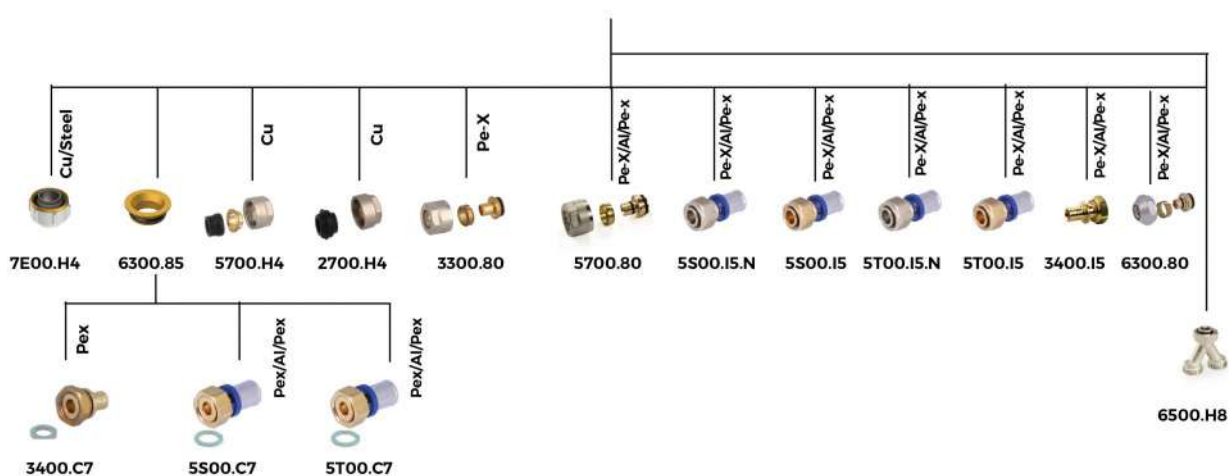 Cu/Steel
Cu
Cu
Pe-X
Pe-X/Al/Pe-x
Pe-X/Al/Pe-x
Pe-X/Al/Pe-x
Pe-X/Al/Pe-x
Pe-X/Al/Pe-x
Pe-X/Al/Pe-x
Pe-X/Al/Pe-x
7E00.H4
6300.85
5700.H4
2700.H4
3300.80
5700.80
5S00.I5.N
5S00.I5
5T00.I5.N
5T00.I5
3400.I5
6300.80
Pex
Pex/Al/Pex
Pex/Al/Pex
6500.H8
3400.C7
5S00.C7
5T00.C7